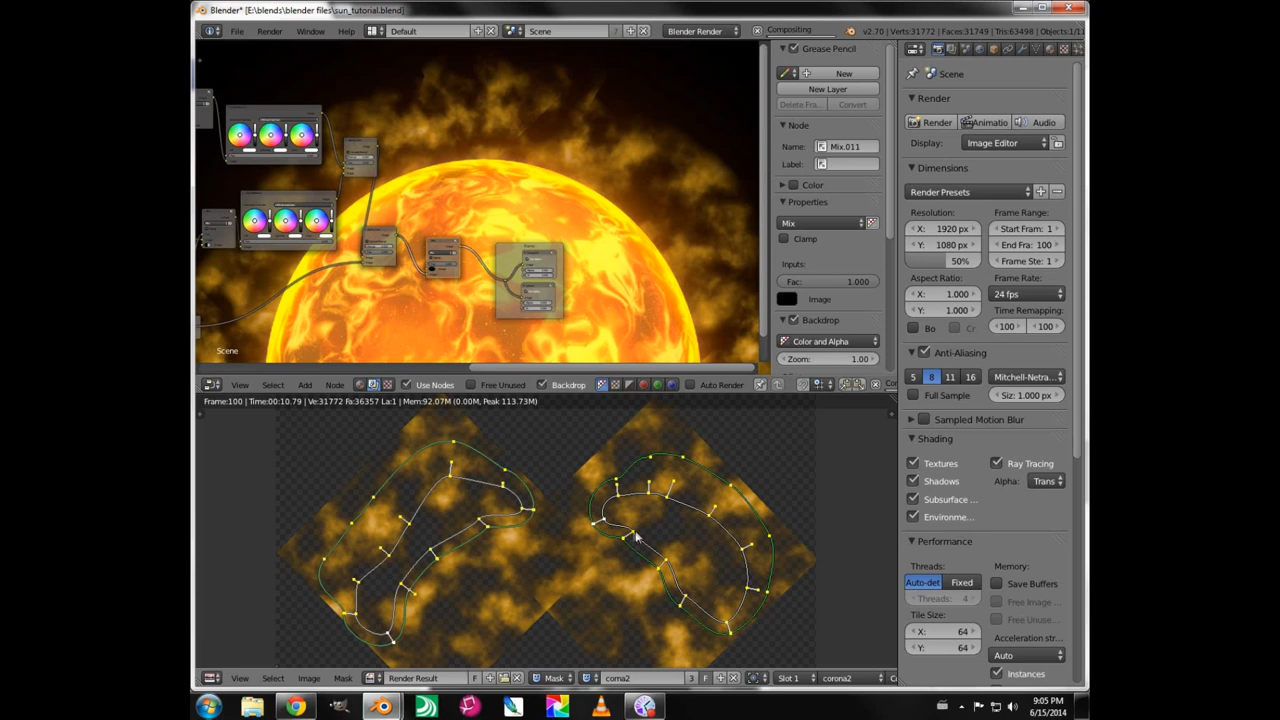 Blender* [E:\blends\blender files\sun_tutorial.blend]
File Render Window Help Default Scene 7 Blender Render Compositing v2.70 | Verts:31772 | Faces:31749 | Tris:63498 | Objects:1/11
Grease Pencil
New
New Layer
Delete Fra... Convert
Node
Name: Mix.011
Label:
Color
Properties
Mix
Clamp
Inputs:
Fac: 1.000
Image
Backdrop
Color and Alpha
Zoom: 1.00
Scene
View Select Add Node Use Nodes Free Unused Backdrop Auto Render
Frame:100 | Time:00:10.79 | Ve:31772 Fa:36357 La:1 | Mem:92.07M (0.00M, Peak 113.73M)
View Select Image Mask Render Result F Mask corna2 3 F Slot 1 corona2
Scene
Render
Render Animatio Audio
Display: Image Editor
Dimensions
Render Presets
Resolution: Frame Range:
X: 1920 px Start Fram: 1
Y: 1080 px End Fra: 100
50% Frame Ste: 1
Aspect Ratio: Frame Rate:
X: 1.000 24 fps
Y: 1.000 Time Remapping:
Bo Cr 100 100
Anti-Aliasing
5 8 11 16 Mitchell-Netra...
Full Sample Siz: 1.000 px
Sampled Motion Blur
Shading
Textures Ray Tracing
Shadows Alpha: Trans
Subsurface ...
Environme...
Performance
Threads: Memory:
Auto-det Fixed Save Buffers
Threads: 4 Free Image ...
Tile Size: Free Unuse...
X: 64 Acceleration str...
Y: 64 Auto
Instances
9:05 PM
6/15/2014